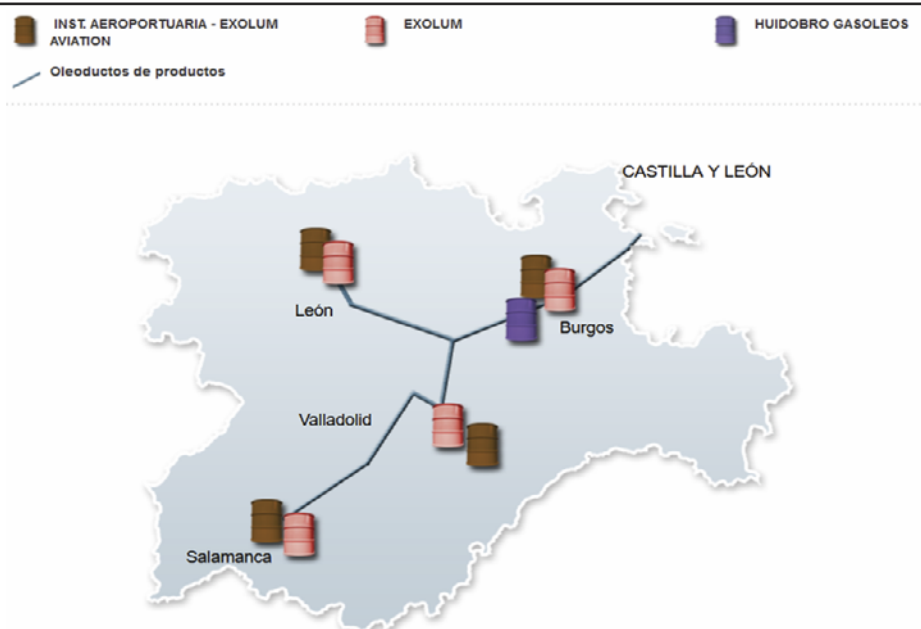 INST. AEROPORTUARIA - EXOLUM
AVIATION
EXOLUM
HUIDOBRO GASOLEOS
Oleoductos de productos
CASTILLA Y LEÓN
León
Burgos
Valladolid
Salamanca